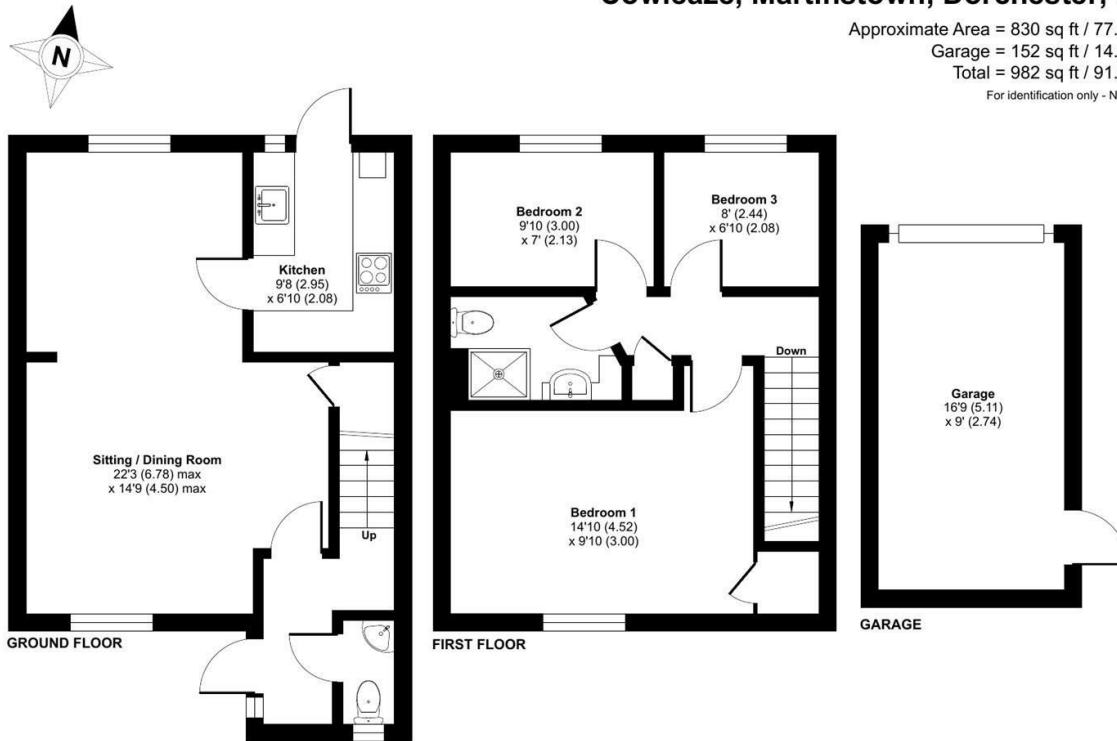 Martinstown, Dorchester,
Approximate Area = 830 sq ft / 77.
Garage = 152 sq ft / 14.
Total = 982 sq ft / 91.
For identification only - N
N
Kitchen
9'8 (2.95)
x 6'10 (2.08)
Sitting / Dining Room
22'3 (6.78) max
x 14'9 (4.50) max
Up
GROUND FLOOR
Bedroom 2
9'10 (3.00)
x 7' (2.13)
Bedroom 3
8' (2.44)
x 6'10 (2.08)
Down
Bedroom 1
14'10 (4.52)
x 9'10 (3.00)
FIRST FLOOR
Garage
16'9 (5.11)
x 9' (2.74)
GARAGE